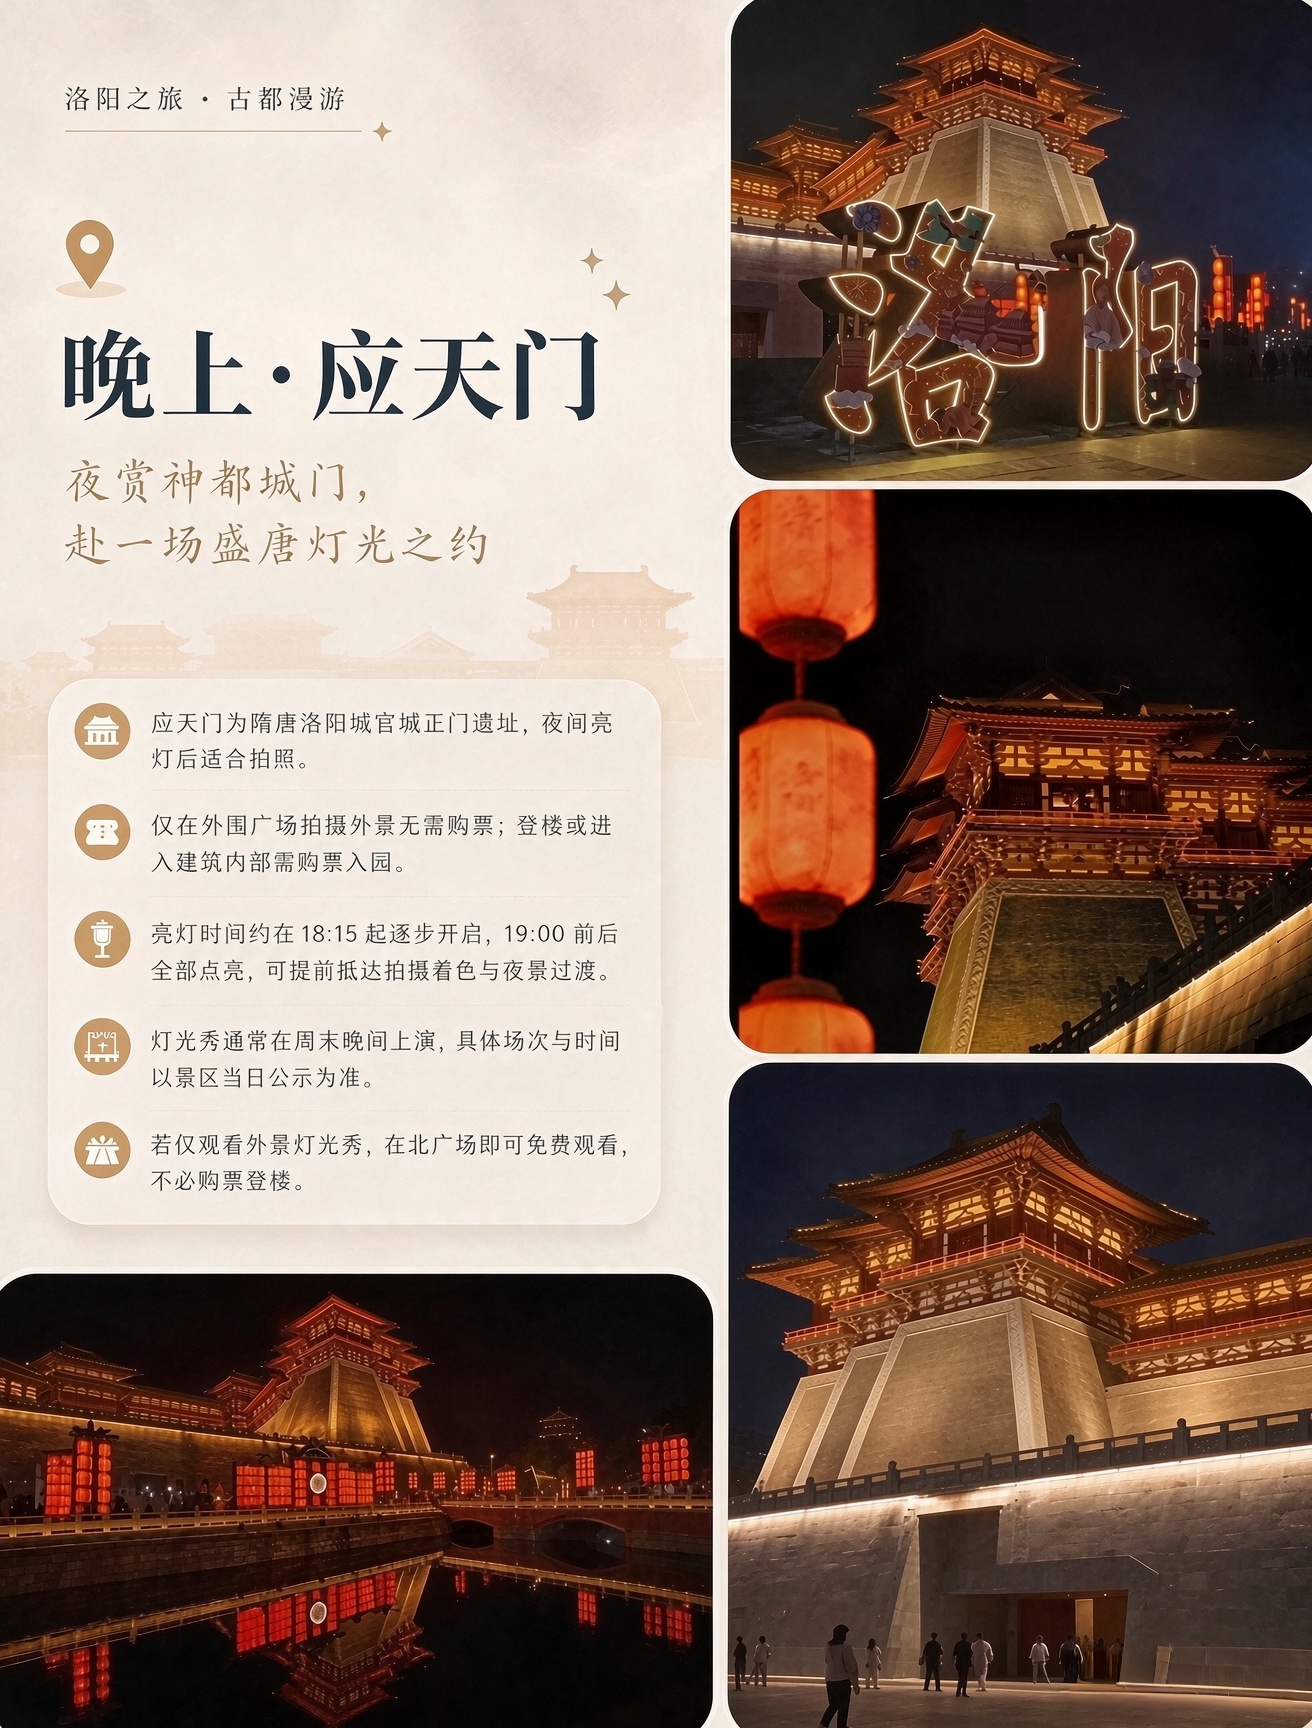 洛阳之旅 · 古都漫游
晚上·应天门
夜赏神都城门，
赴一场盛唐灯光之约
应天门为隋唐洛阳城官城正门遗址，夜间亮
灯后适合拍照。
仅在外围广场拍摄外景无需购票；登楼或进
入建筑内部需购票入园。
亮灯时间约在 18:15 起逐步开启，19:00 前后
全部点亮，可提前抵达拍摄着色与夜景过渡。
灯光秀通常在周末晚间上演，具体场次与时间
以景区当日公示为准。
若仅观看外景灯光秀，在北广场即可免费观看，
不必购票登楼。
洛阳